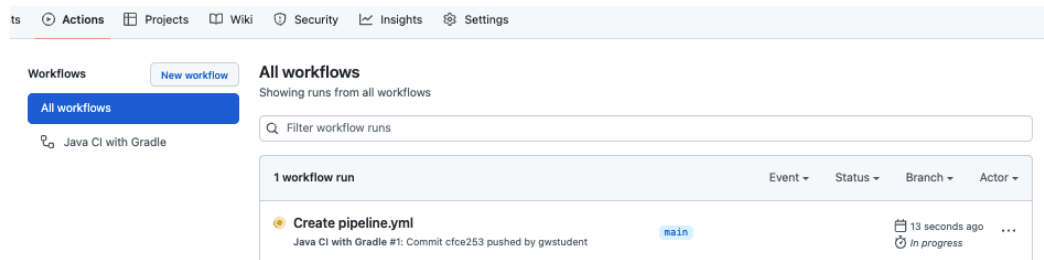 ts Actions Projects Wiki Security Insights Settings
Workflows New workflow
All workflows
Java CI with Gradle
All workflows
Showing runs from all workflows
Filter workflow runs
1 workflow run Event Status Branch Actor
Create pipeline.yml
Java CI with Gradle #1: Commit cfce253 pushed by gwstudent
main
13 seconds ago
In progress